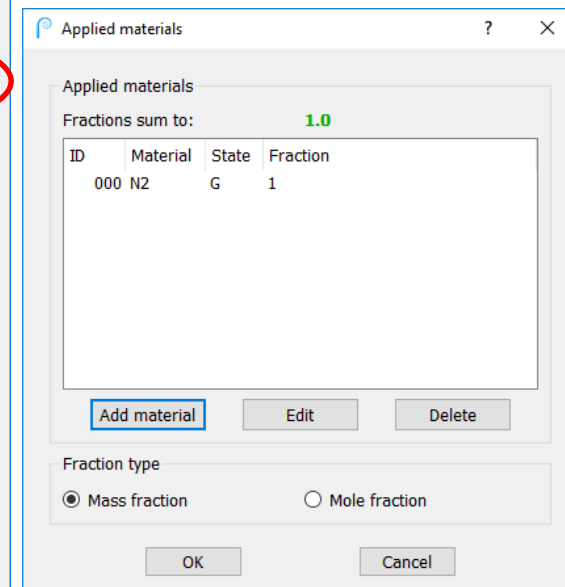 Applied materials ?
Applied materials
Fractions sum to: 1.0
ID Material State Fraction
000 N2 G 1
Add material Edit Delete
Fraction type
Mass fraction Mole fraction
OK Cancel